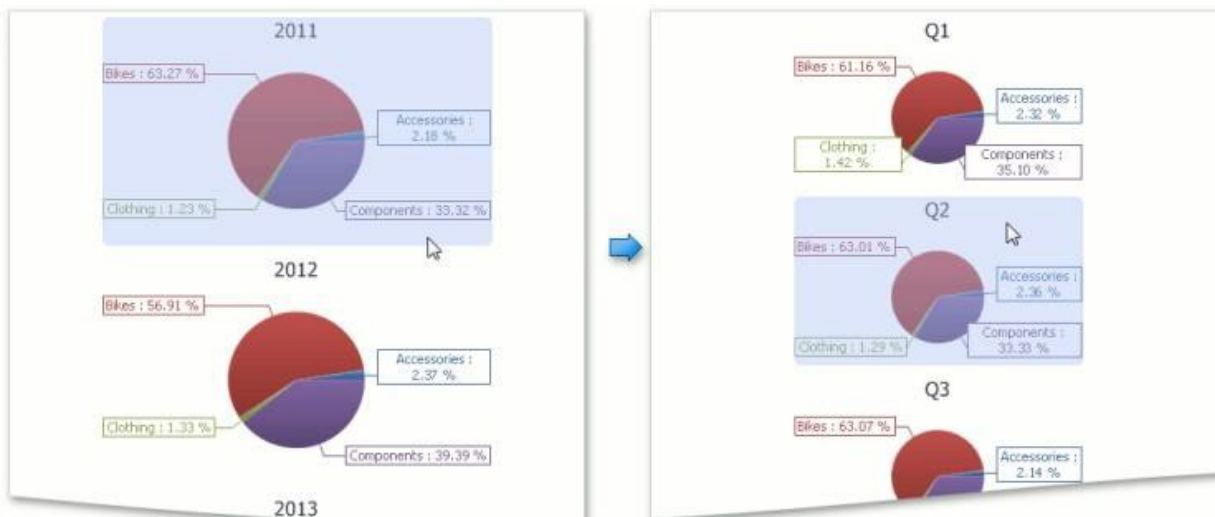 2011
Bikes : 63.27 %
Accessories :
2.18 %
Clothing : 1.23 %
Components : 33.32 %
2012
Bikes : 56.91 %
Accessories :
2.37 %
Clothing : 1.33 %
Components : 39.39 %
2013
Q1
Bikes : 61.16 %
Accessories :
2.32 %
Clothing :
1.42 %
Components :
35.10 %
Q2
Bikes : 63.01 %
Accessories :
2.36 %
Components :
33.33 %
Clothing : 1.29 %
Q3
Bikes : 63.07 %
Accessories :
2.14 %